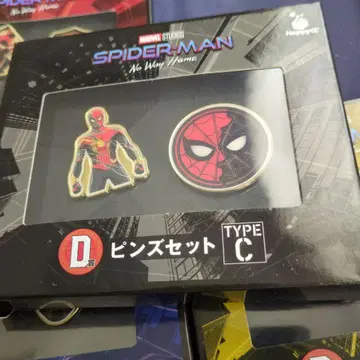 MARVEL STUDIOS
SPIDER-MAN
No Way Home
Happyくじ
D賞
ピンズセット
TYPE
C